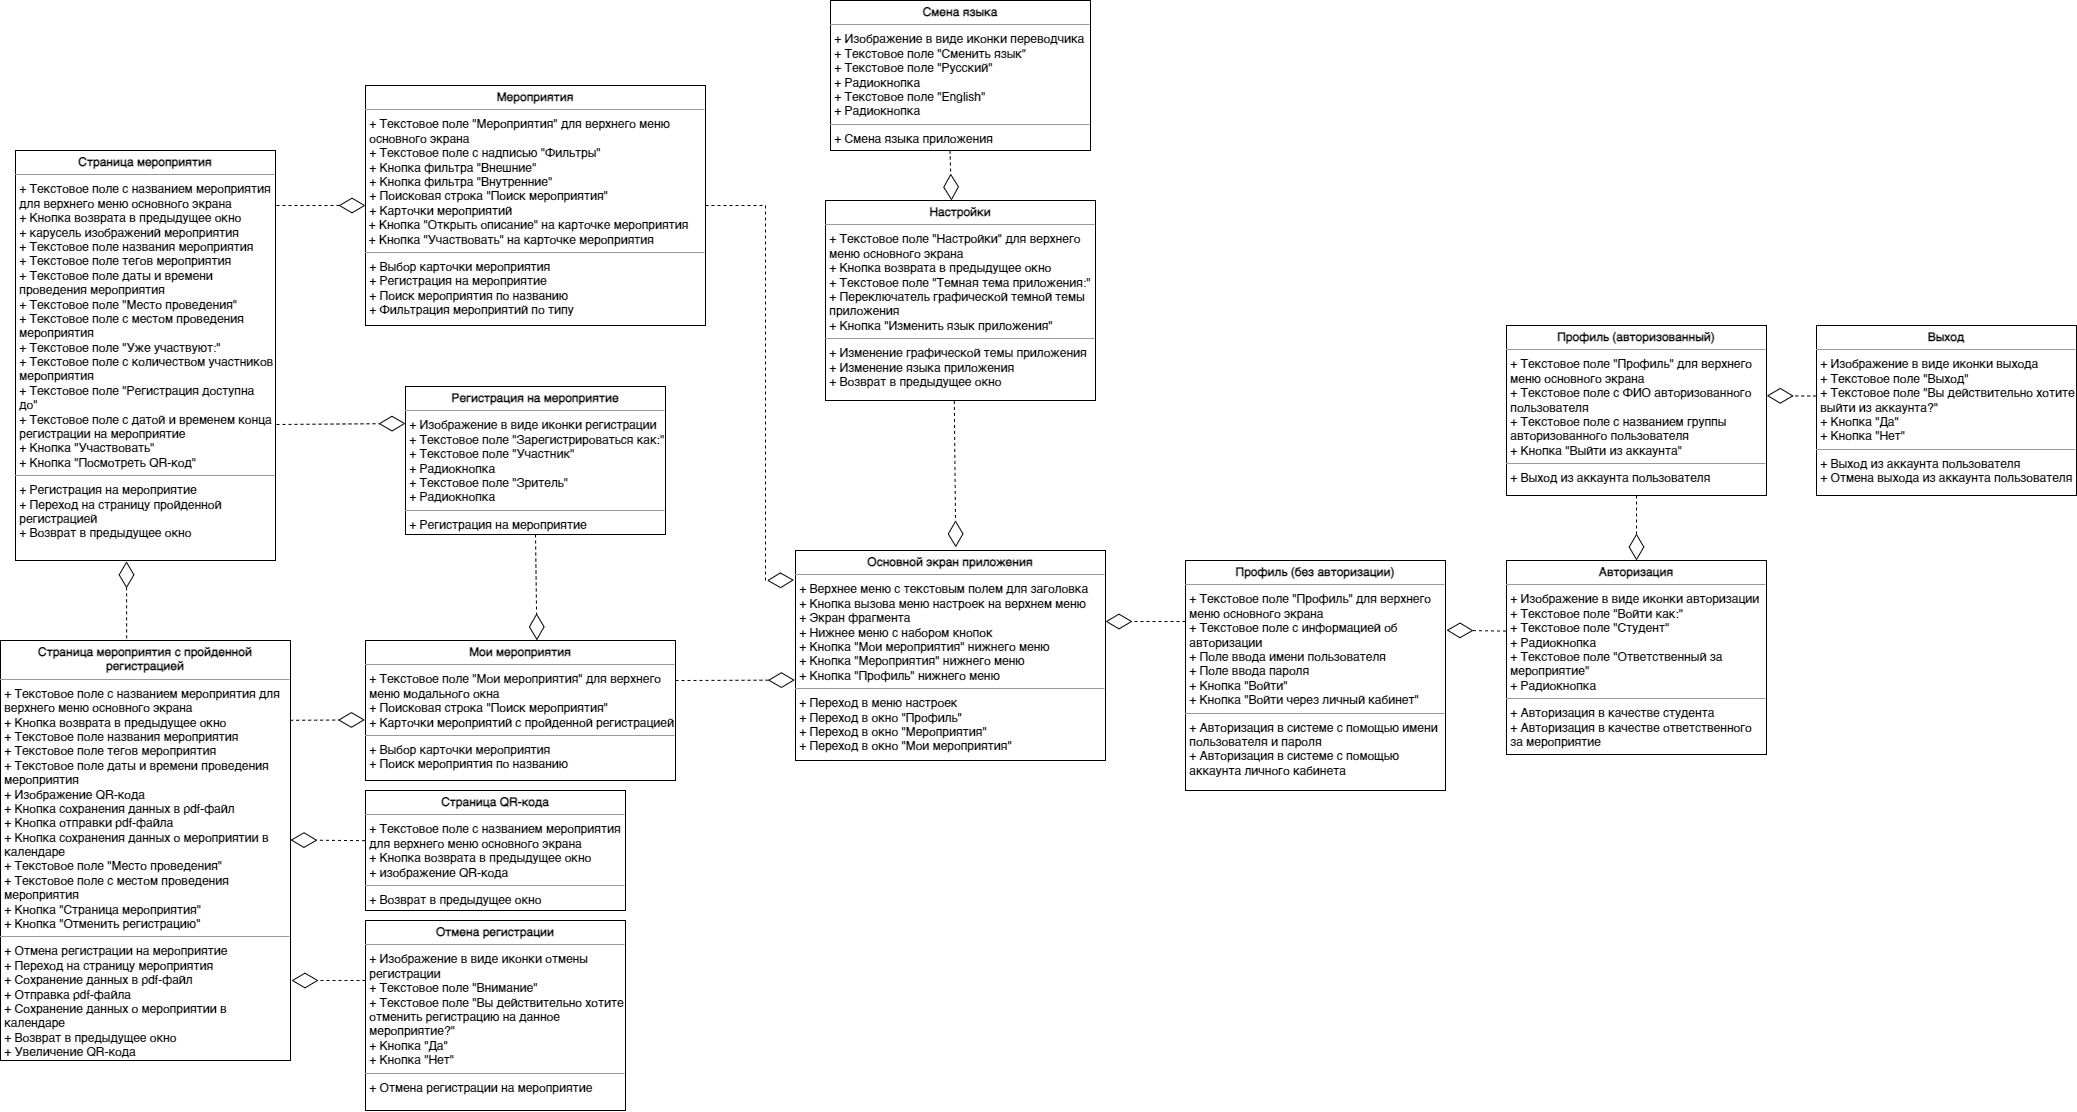 Смена языка
+ Изображение в виде иконки переводчика
+ Текстовое поле "Сменить язык"
+ Текстовое поле "Русский"
+ Радиокнопка
+ Текстовое поле "English"
+ Радиокнопка
+ Смена языка приложения
Мероприятия
+ Текстовое поле "Мероприятия" для верхнего меню
основного экрана
+ Текстовое поле с надписью "Фильтры"
+ Кнопка фильтра "Внешние"
+ Кнопка фильтра "Внутренние"
+ Поисковая строка "Поиск мероприятия"
+ Карточки мероприятий
+ Кнопка "Открыть описание" на карточке мероприятия
+ Кнопка "Участвовать" на карточке мероприятия
+ Выбор карточки мероприятия
+ Регистрация на мероприятие
+ Поиск мероприятия по названию
+ Фильтрация мероприятий по типу
Страница мероприятия
+ Текстовое поле с названием мероприятия
для верхнего меню основного экрана
+ Кнопка возврата в предыдущее окно
+ карусель изображений мероприятия
+ Текстовое поле названия мероприятия
+ Текстовое поле тегов мероприятия
+ Текстовое поле даты и времени
проведения мероприятия
+ Текстовое поле "Место проведения"
+ Текстовое поле с местом проведения
мероприятия
+ Текстовое поле "Уже участвуют:"
+ Текстовое поле с количеством участников
мероприятия
+ Текстовое поле "Регистрация доступна
до"
+ Текстовое поле с датой и временем конца
регистрации на мероприятие
+ Кнопка "Участвовать"
+ Кнопка "Посмотреть QR-код"
+ Регистрация на мероприятие
+ Переход на страницу пройденной
регистрацией
+ Возврат в предыдущее окно
Настройки
+ Текстовое поле "Настройки" для верхнего
меню основного экрана
+ Кнопка возврата в предыдущее окно
+ Текстовое поле "Темная тема приложения:"
+ Переключатель графической темной темы
приложения
+ Кнопка "Изменить язык приложения"
+ Изменение графической темы приложения
+ Изменение языка приложения
+ Возврат в предыдущее окно
Профиль (авторизованный)
+ Текстовое поле "Профиль" для верхнего
меню основного экрана
+ Текстовое поле с ФИО авторизованного
пользователя
+ Текстовое поле с названием группы
авторизованного пользователя
+ Кнопка "Выйти из аккаунта"
+ Выход из аккаунта пользователя
Выход
+ Изображение в виде иконки выхода
+ Текстовое поле "Выход"
+ Текстовое поле "Вы действительно хотите
выйти из аккаунта?"
+ Кнопка "Да"
+ Кнопка "Нет"
+ Выход из аккаунта пользователя
+ Отмена выхода из аккаунта пользователя
Регистрация на мероприятие
+ Изображение в виде иконки регистрации
+ Текстовое поле "Зарегистрироваться как:"
+ Текстовое поле "Участник"
+ Радиокнопка
+ Текстовое поле "Зритель"
+ Радиокнопка
+ Регистрация на мероприятие
Основной экран приложения
+ Верхнее меню с текстовым полем для заголовка
+ Кнопка вызова меню настроек на верхнем меню
+ Экран фрагмента
+ Нижнее меню с набором кнопок
+ Кнопка "Мои мероприятия" нижнего меню
+ Кнопка "Мероприятия" нижнего меню
+ Кнопка "Профиль" нижнего меню
+ Переход в меню настроек
+ Переход в окно "Профиль"
+ Переход в окно "Мероприятия"
+ Переход в окно "Мои мероприятия"
Профиль (без авторизации)
+ Текстовое поле "Профиль" для верхнего
меню основного экрана
+ Текстовое поле с информацией об
авторизации
+ Поле ввода имени пользователя
+ Поле ввода пароля
+ Кнопка "Войти"
+ Кнопка "Войти через личный кабинет"
+ Авторизация в системе с помощью имени
пользователя и пароля
+ Авторизация в системе с помощью
аккаунта личного кабинета
Авторизация
+ Изображение в виде иконки авторизации
+ Текстовое поле "Войти как:"
+ Текстовое поле "Студент"
+ Радиокнопка
+ Текстовое поле "Ответственный за
мероприятие"
+ Радиокнопка
+ Авторизация в качестве студента
+ Авторизация в качестве ответственного
за мероприятие
Страница мероприятия с пройденной
регистрацией
+ Текстовое поле с названием мероприятия для
верхнего меню основного экрана
+ Кнопка возврата в предыдущее окно
+ Текстовое поле названия мероприятия
+ Текстовое поле тегов мероприятия
+ Текстовое поле даты и времени проведения
мероприятия
+ Изображение QR-кода
+ Кнопка сохранения данных в pdf-файл
+ Кнопка отправки pdf-файла
+ Кнопка сохранения данных о мероприятии в
календаре
+ Текстовое поле "Место проведения"
+ Текстовое поле с местом проведения
мероприятия
+ Кнопка "Страница мероприятия"
+ Кнопка "Отменить регистрацию"
+ Отмена регистрации на мероприятие
+ Переход на страницу мероприятия
+ Сохранение данных в pdf-файл
+ Отправка pdf-файла
+ Сохранение данных о мероприятии в
календаре
+ Возврат в предыдущее окно
+ Увеличение QR-кода
Мои мероприятия
+ Текстовое поле "Мои мероприятия" для верхнего
меню модального окна
+ Поисковая строка "Поиск мероприятия"
+ Карточки мероприятий с пройденной регистрацией
+ Выбор карточки мероприятия
+ Поиск мероприятия по названию
Страница QR-кода
+ Текстовое поле с названием мероприятия
для верхнего меню основного экрана
+ Кнопка возврата в предыдущее окно
+ изображение QR-кода
+ Возврат в предыдущее окно
Отмена регистрации
+ Изображение в виде иконки отмены
регистрации
+ Текстовое поле "Внимание"
+ Текстовое поле "Вы действительно хотите
отменить регистрацию на данное
мероприятие?"
+ Кнопка "Да"
+ Кнопка "Нет"
+ Отмена регистрации на мероприятие